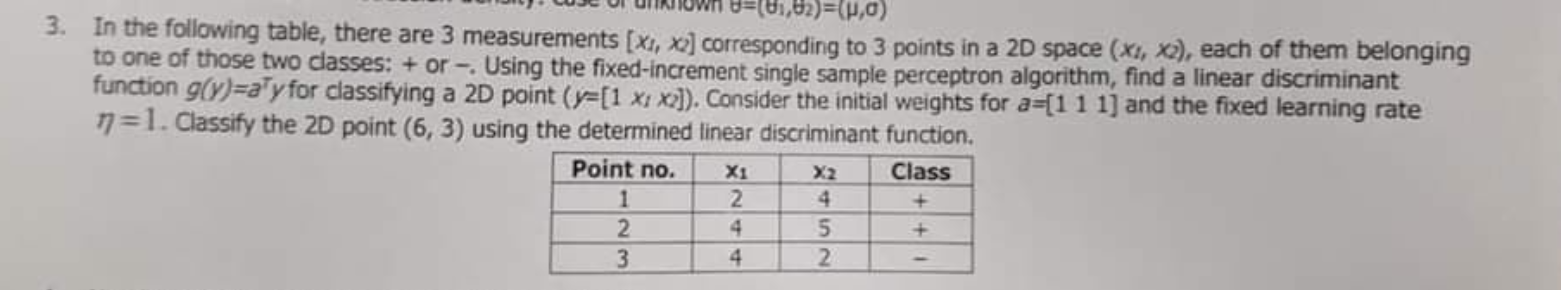 unknown θ=(θ₁,θ₂)=(μ,σ)
3. In the following table, there are 3 measurements [x₁, x₂] corresponding to 3 points in a 2D space (x₁, x₂), each of them belonging
to one of those two classes: + or −. Using the fixed-increment single sample perceptron algorithm, find a linear discriminant
function g(y)=aᵀy for classifying a 2D point (y=[1 x₁ x₂]). Consider the initial weights for a=[1 1 1] and the fixed learning rate
η=1. Classify the 2D point (6, 3) using the determined linear discriminant function.
Point no. X₁ X₂ Class
1 2 4 +
2 4 5 +
3 4 2 −